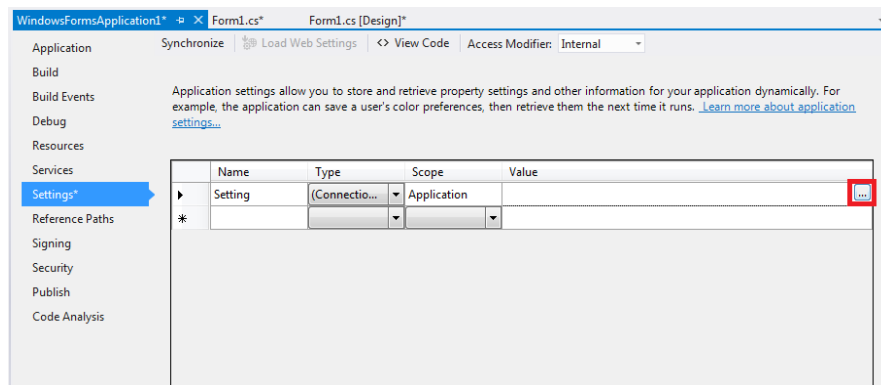 WindowsFormsApplication1* Form1.cs* Form1.cs [Design]*
Application
Build
Build Events
Debug
Resources
Services
Settings*
Reference Paths
Signing
Security
Publish
Code Analysis
Synchronize Load Web Settings <> View Code Access Modifier: Internal
Application settings allow you to store and retrieve property settings and other information for your application dynamically. For
example, the application can save a user's color preferences, then retrieve them the next time it runs. Learn more about application
settings...
Name Type Scope Value
Setting (Connectio... Application ...